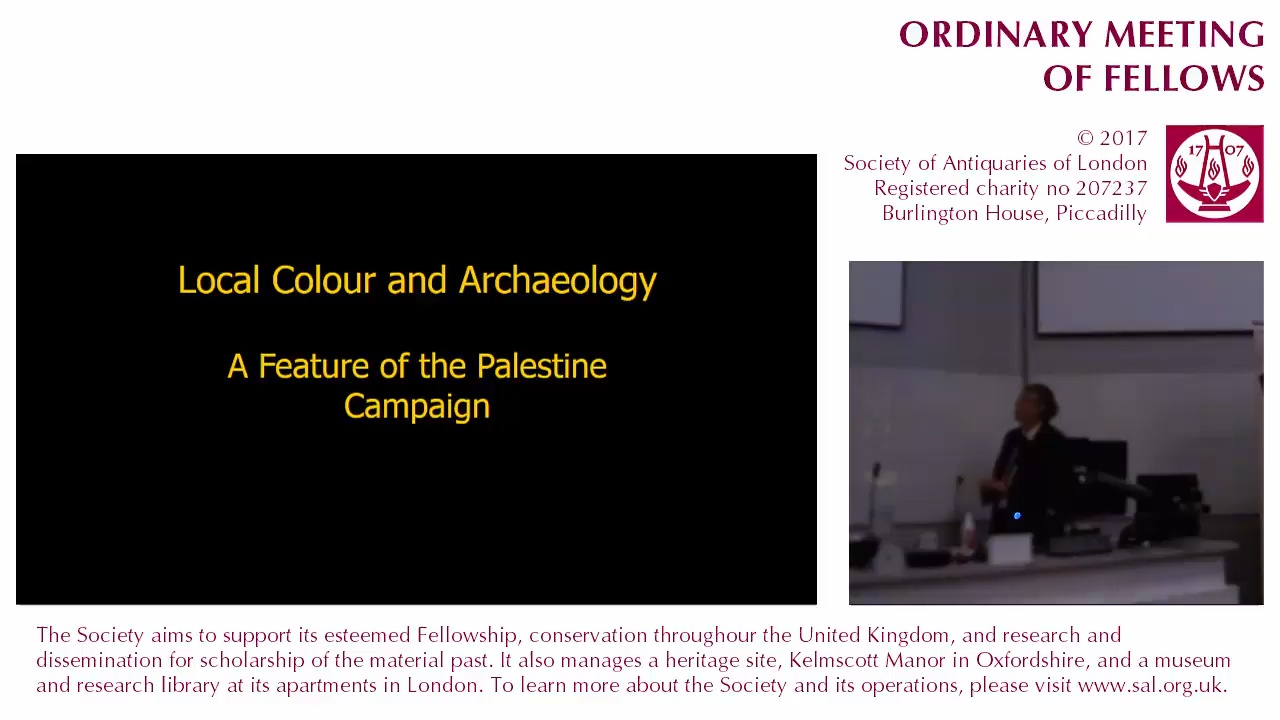 ORDINARY MEETING
OF FELLOWS
© 2017
Society of Antiquaries of London
Registered charity no 207237
Burlington House, Piccadilly
17 07
Local Colour and Archaeology
A Feature of the Palestine
Campaign
The Society aims to support its esteemed Fellowship, conservation throughour the United Kingdom, and research and
dissemination for scholarship of the material past. It also manages a heritage site, Kelmscott Manor in Oxfordshire, and a museum
and research library at its apartments in London. To learn more about the Society and its operations, please visit www.sal.org.uk.